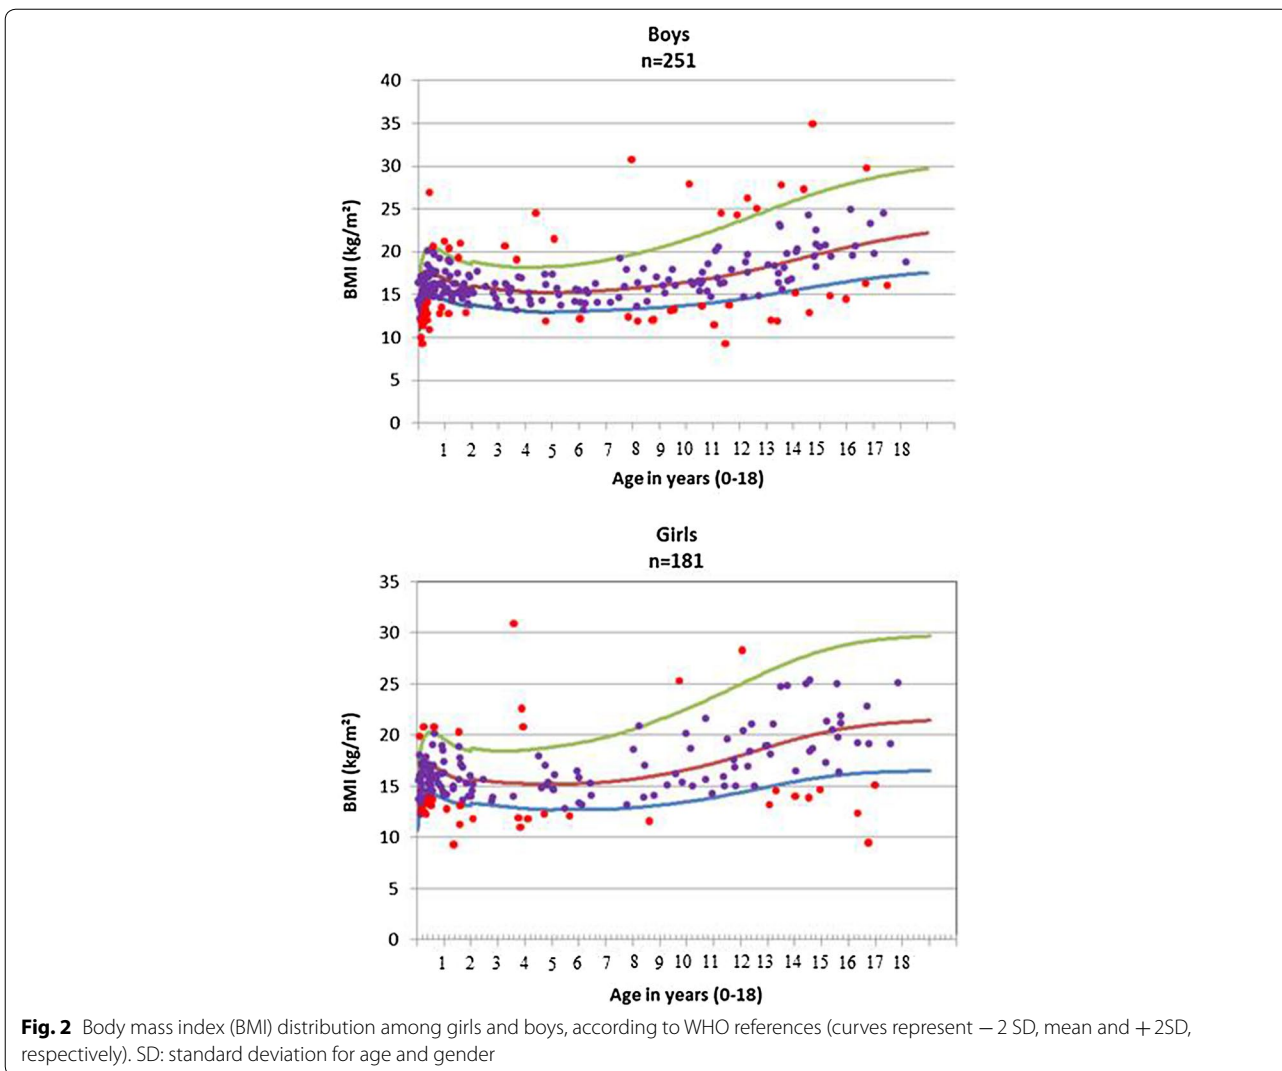 Boys
n=251
40
35
30
25
20
15
10
5
0
BMI (kg/m²)
1 2 3 4 5 6 7 8 9 10 11 12 13 14 15 16 17 18
Age in years (0-18)
Girls
n=181
35
30
25
20
15
10
5
0
BMI (kg/m²)
1 2 3 4 5 6 7 8 9 10 11 12 13 14 15 16 17 18
Age in years (0-18)
Fig. 2 Body mass index (BMI) distribution among girls and boys, according to WHO references (curves represent − 2 SD, mean and + 2SD,
respectively). SD: standard deviation for age and gender